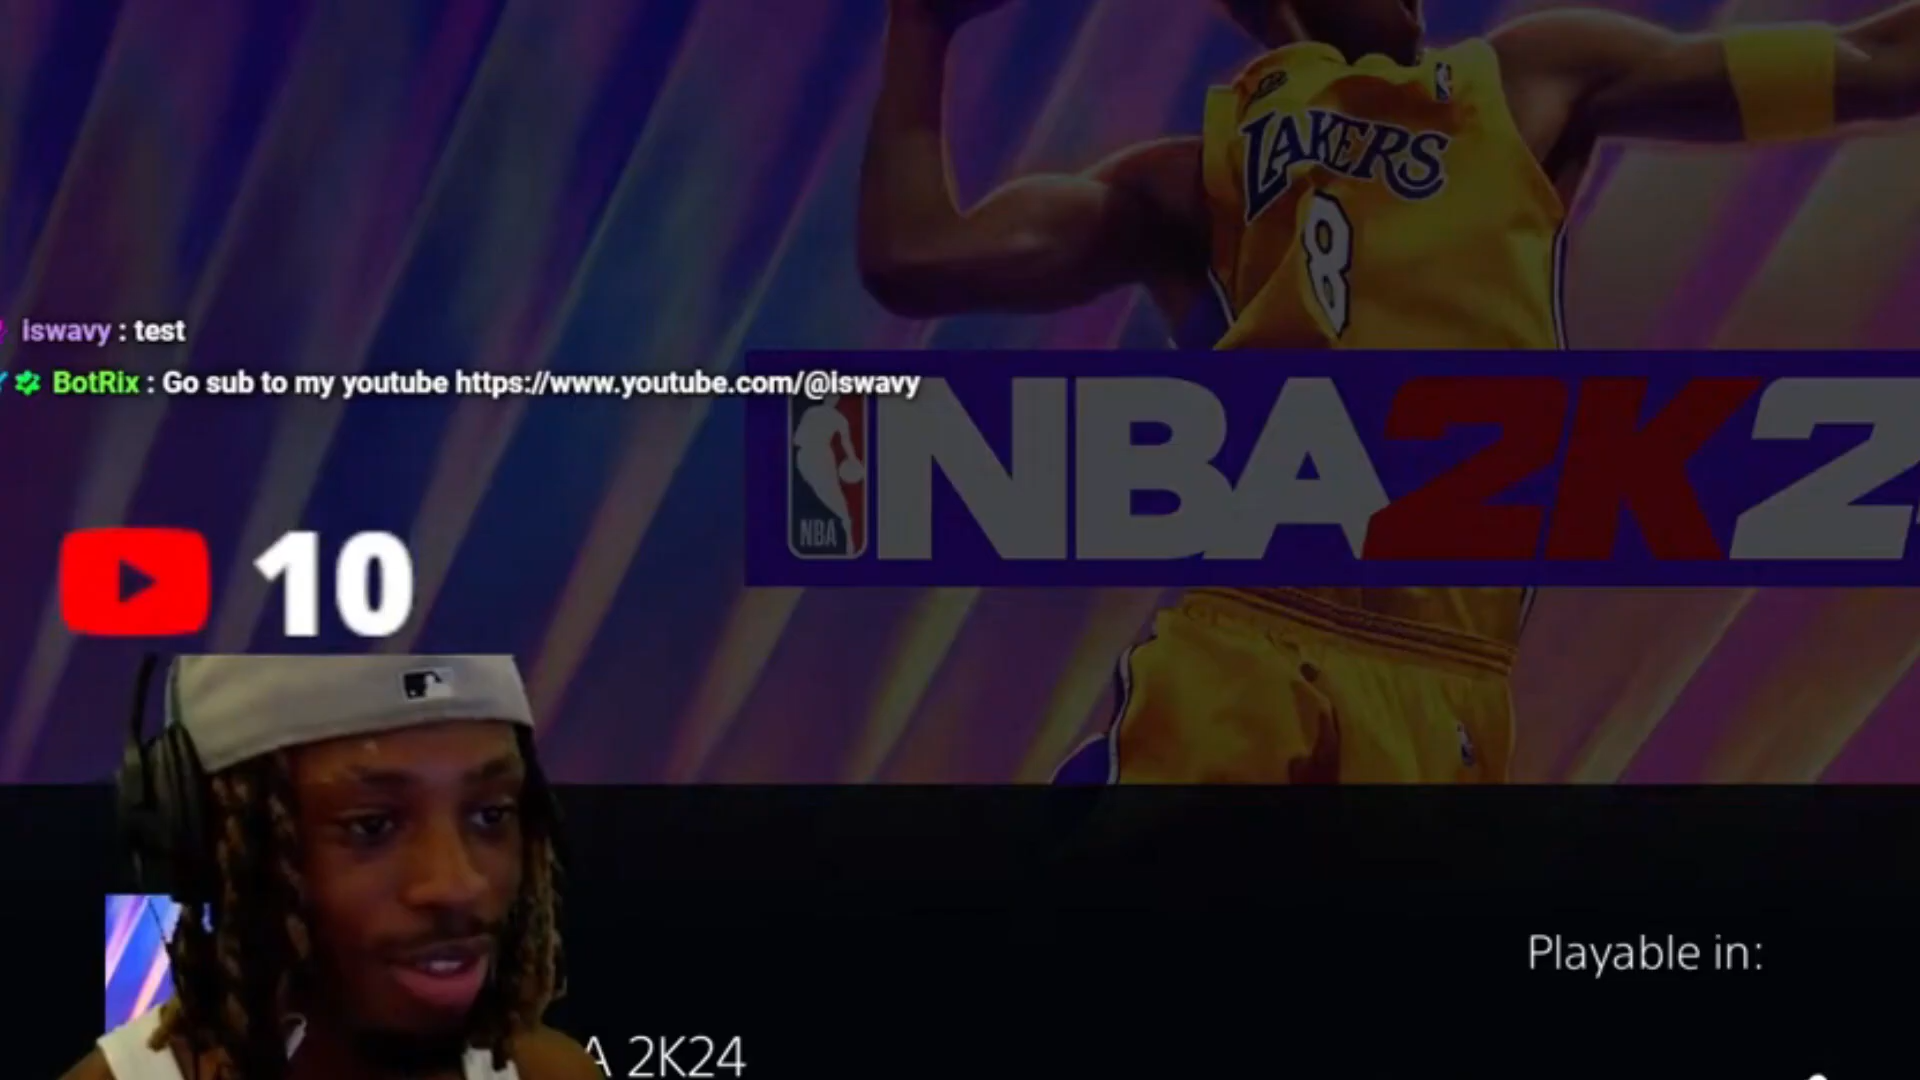 LAKERS
8
iswavy : test
BotRix : Go sub to my youtube https://www.youtube.com/@iswavy
NBA
NBA2K2
10
Playable in:
A 2K24